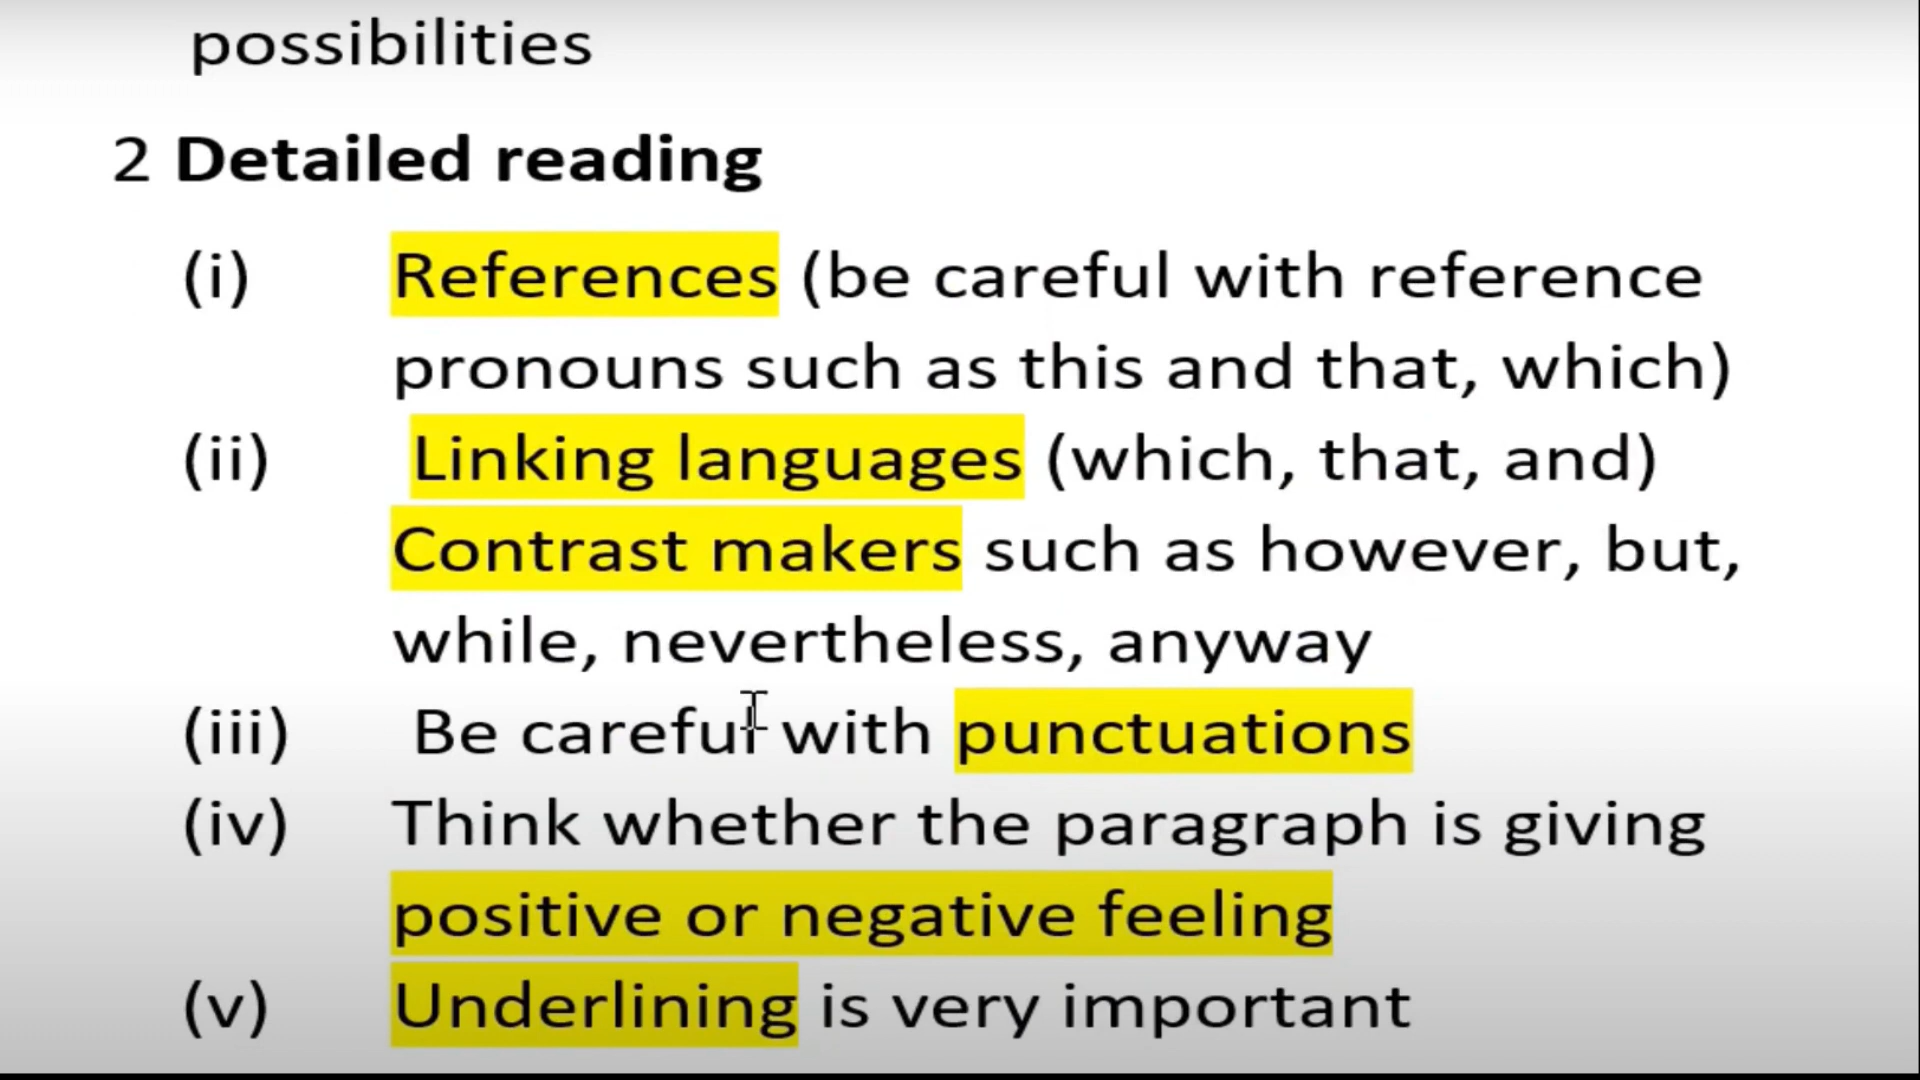 possibilities
2 Detailed reading
(i) References (be careful with reference
pronouns such as this and that, which)
(ii) Linking languages (which, that, and)
Contrast makers such as however, but,
while, nevertheless, anyway
(iii) Be careful with punctuations
(iv) Think whether the paragraph is giving
positive or negative feeling
(v) Underlining is very important